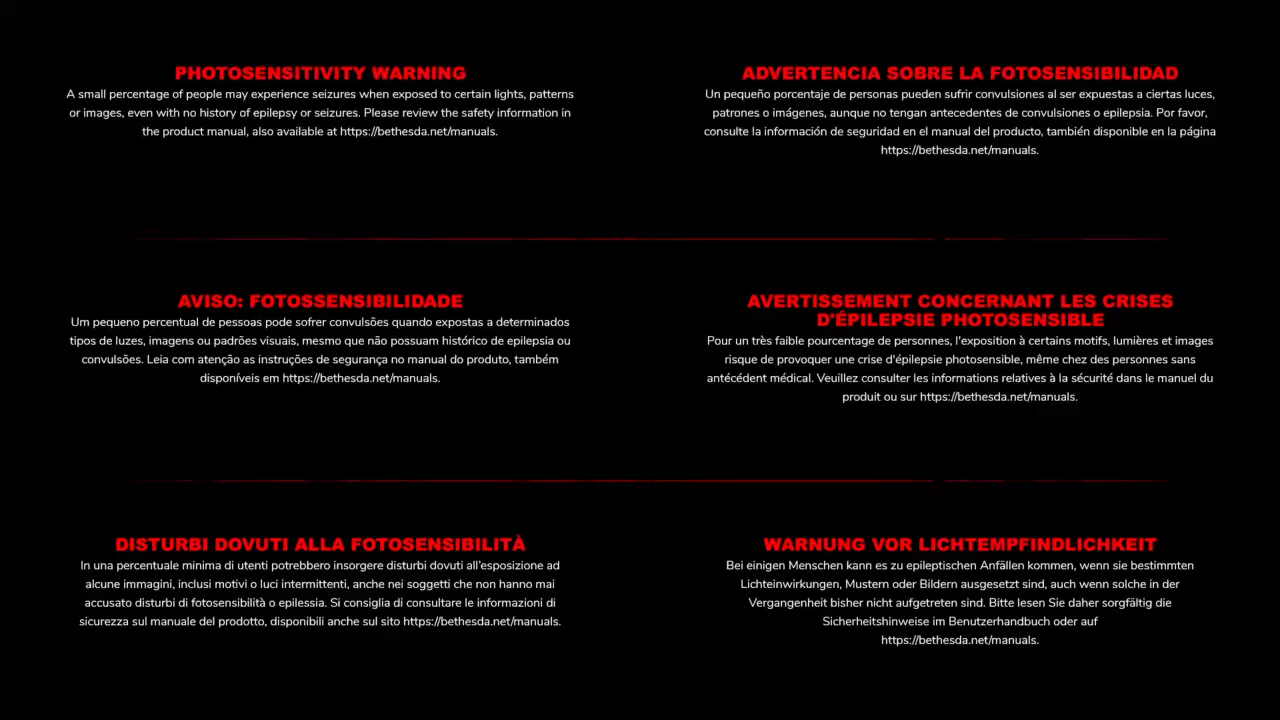 PHOTOSENSITIVITY WARNING
A small percentage of people may experience seizures when exposed to certain lights, patterns
or images, even with no history of epilepsy or seizures. Please review the safety information in
the product manual, also available at https://bethesda.net/manuals.
ADVERTENCIA SOBRE LA FOTOSENSIBILIDAD
Un pequeño porcentaje de personas pueden sufrir convulsiones al ser expuestas a ciertas luces,
patrones o imágenes, aunque no tengan antecedentes de convulsiones o epilepsia. Por favor,
consulte la información de seguridad en el manual del producto, también disponible en la página
https://bethesda.net/manuals.
AVISO: FOTOSSENSIBILIDADE
Um pequeno percentual de pessoas pode sofrer convulsões quando expostas a determinados
tipos de luzes, imagens ou padrões visuais, mesmo que não possuam histórico de epilepsia ou
convulsões. Leia com atenção as instruções de segurança no manual do produto, também
disponíveis em https://bethesda.net/manuals.
AVERTISSEMENT CONCERNANT LES CRISES
D'ÉPILEPSIE PHOTOSENSIBLE
Pour un très faible pourcentage de personnes, l'exposition à certains motifs, lumières et images
risque de provoquer une crise d'épilepsie photosensible, même chez des personnes sans
antécédent médical. Veuillez consulter les informations relatives à la sécurité dans le manuel du
produit ou sur https://bethesda.net/manuals.
DISTURBI DOVUTI ALLA FOTOSENSIBILITÀ
In una percentuale minima di utenti potrebbero insorgere disturbi dovuti all'esposizione ad
alcune immagini, inclusi motivi o luci intermittenti, anche nei soggetti che non hanno mai
accusato disturbi di fotosensibilità o epilessia. Si consiglia di consultare le informazioni di
sicurezza sul manuale del prodotto, disponibili anche sul sito https://bethesda.net/manuals.
WARNUNG VOR LICHTEMPFINDLICHKEIT
Bei einigen Menschen kann es zu epileptischen Anfällen kommen, wenn sie bestimmten
Lichteinwirkungen, Mustern oder Bildern ausgesetzt sind, auch wenn solche in der
Vergangenheit bisher nicht aufgetreten sind. Bitte lesen Sie daher sorgfältig die
Sicherheitshinweise im Benutzerhandbuch oder auf
https://bethesda.net/manuals.